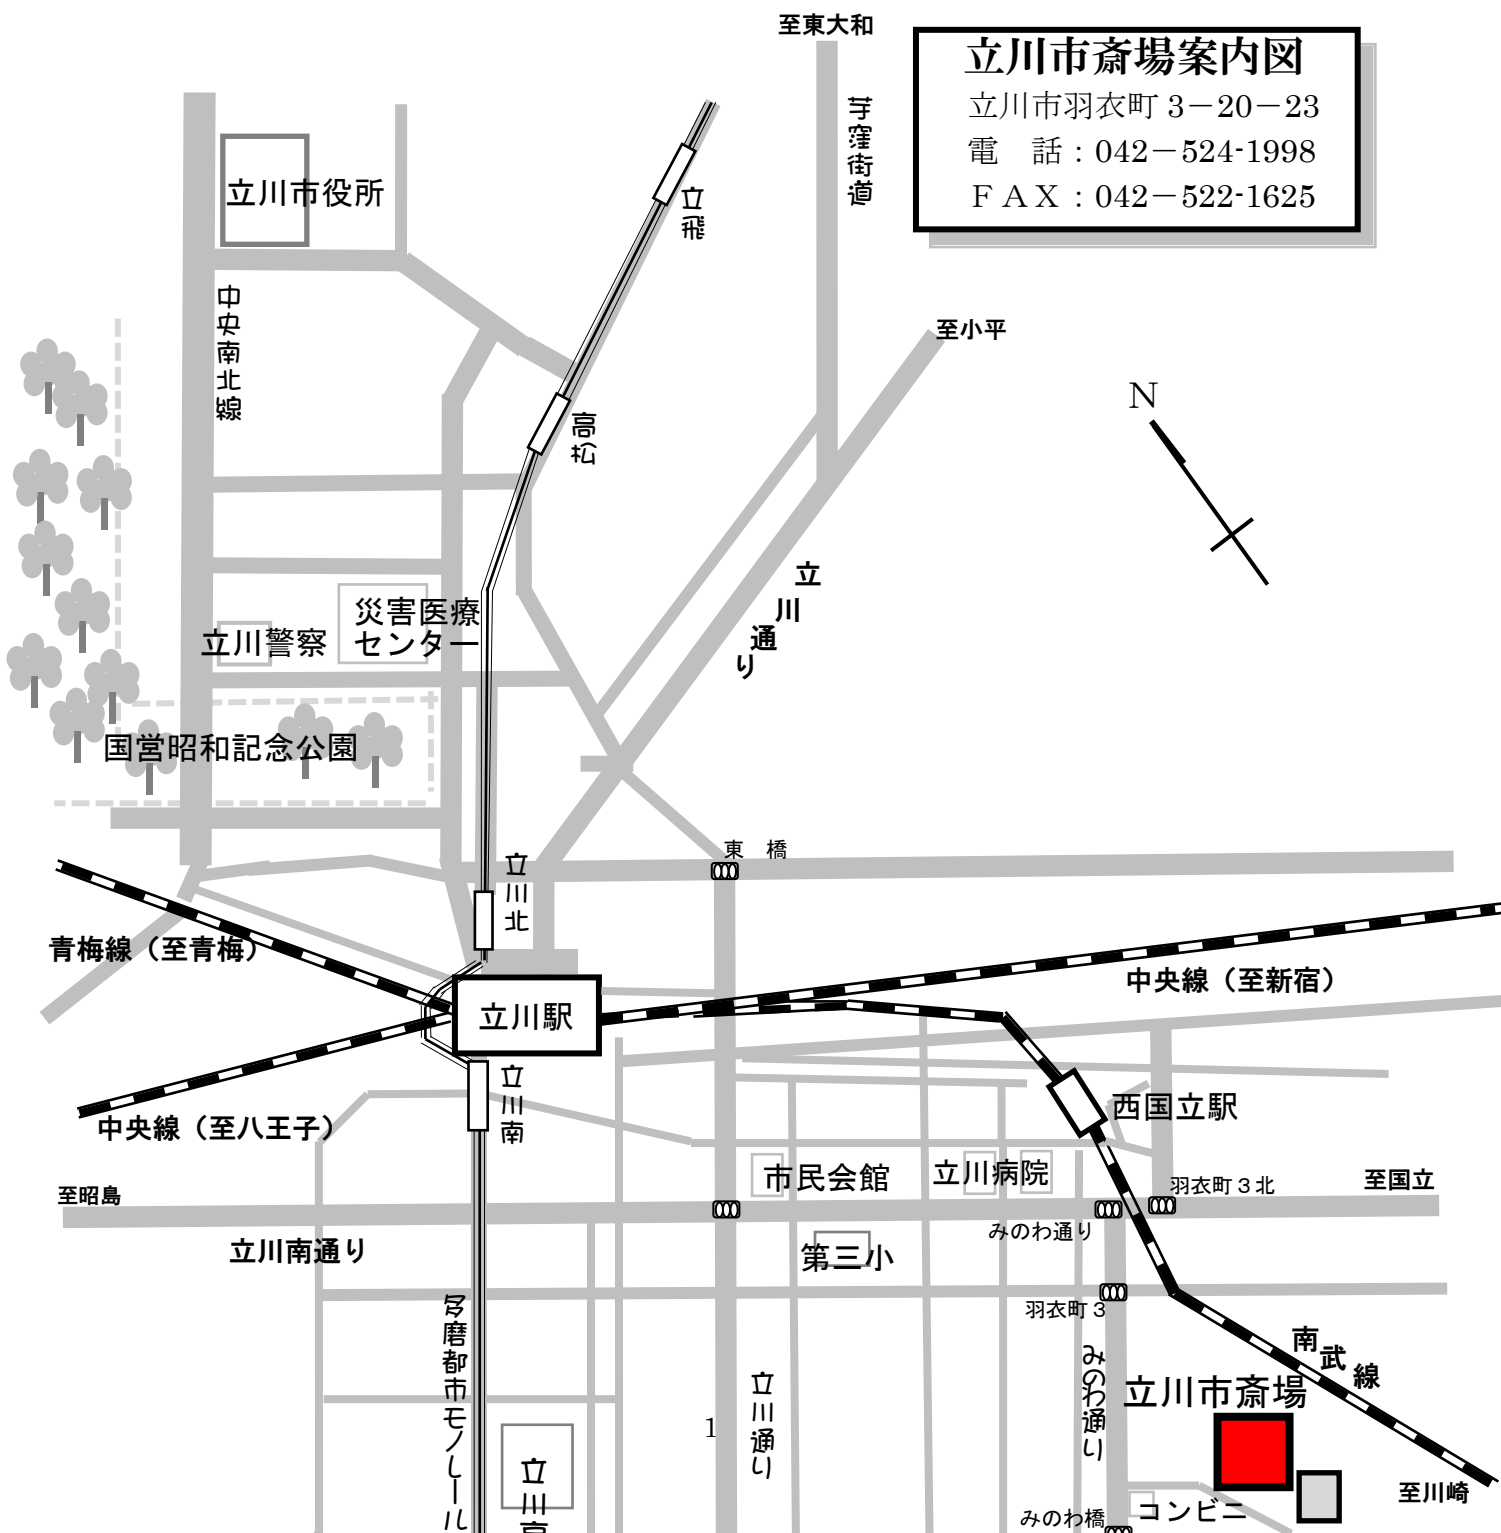 至東大和
立川市斎場案内図
立川市羽衣町 3－20－23
電　話：042－524-1998
ＦＡＸ：042－522-1625
芋窪街道
立川市役所
立飛
中央南北線
至小平
N
高松
立川通り
災害医療
センター
立川警察
国営昭和記念公園
東　橋
立川北
青梅線（至青梅）
中央線（至新宿）
立川駅
立川南
中央線（至八王子）
西国立駅
市民会館
立川病院
至昭島
羽衣町３北
至国立
みのわ通り
立川南通り
第三小
羽衣町３
多磨都市モノレール
南武線
みのわ通り
立川市斎場
立川通り
1
立川高
至川崎
コンビニ
みのわ橋